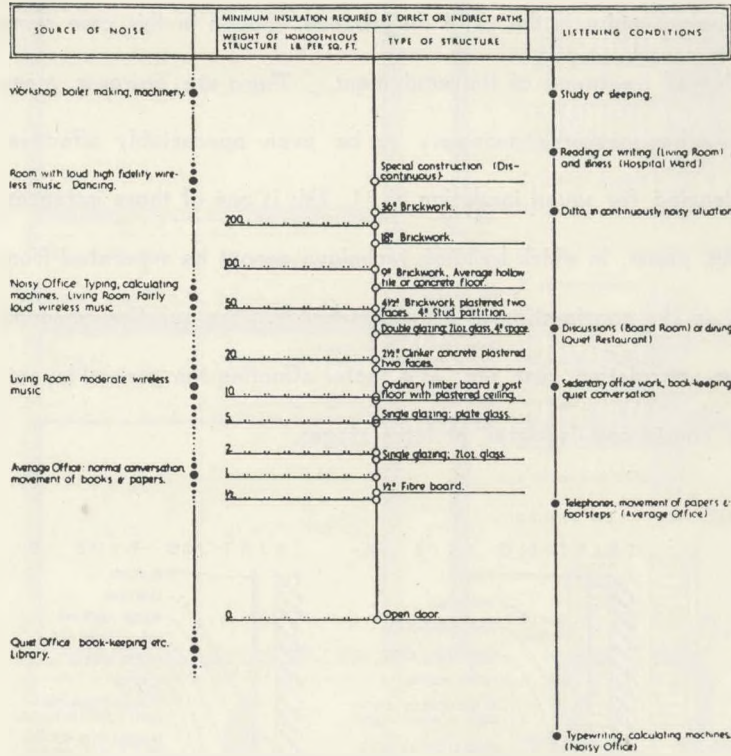 SOURCE OF NOISE
MINIMUM INSULATION REQUIRED BY DIRECT OR INDIRECT PATHS
WEIGHT OF HOMOGENEOUS
STRUCTURE LB. PER SQ. FT.
TYPE OF STRUCTURE
LISTENING CONDITIONS
Workshop boiler making, machinery.
Room with loud high fidelity wire-
less music Dancing.
Noisy Office Typing, calculating
machines, Living Room Fairly
loud wireless music
Living Room moderate wireless
music
Average Office: normal conversation
movement of books & papers.
Quiet Office book-keeping etc.
Library.
200
100
50
20
10
5
2
1
1/2
0
Special construction (Dis-
continuous)
36" Brickwork.
18" Brickwork.
9" Brickwork, Average hollow
tile or concrete floor.
4½" Brickwork plastered two
faces. 4" Stud partition.
Double glazing; 21oz. glass, 4" space.
2½" Clinker concrete plastered
two faces.
Ordinary timber board & joist
floor with plastered ceiling.
Single glazing: plate glass.
Single glazing; 21oz. glass.
½" Fibre board.
Open door.
Study or sleeping.
Reading or writing (Living Room)
and illness (Hospital Ward)
Ditto, in continuously noisy situation
Discussions (Board Room) or dining
(Quiet Restaurant)
Sedentary office work, book-keeping
quiet conversation
Telephones, movement of papers &
footsteps (Average Office)
Typewriting, calculating machines.
(Noisy Office)